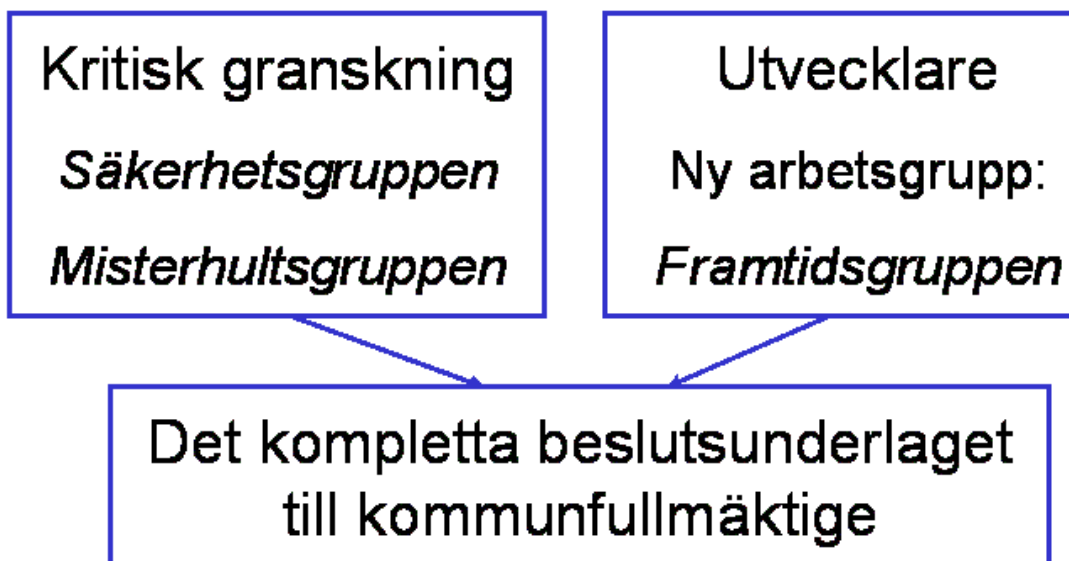 Kritisk granskning
Säkerhetsgruppen
Misterhultsgruppen
Utvecklare
Ny arbetsgrupp:
Framtidsgruppen
Det kompletta beslutsunderlaget
till kommunfullmäktige